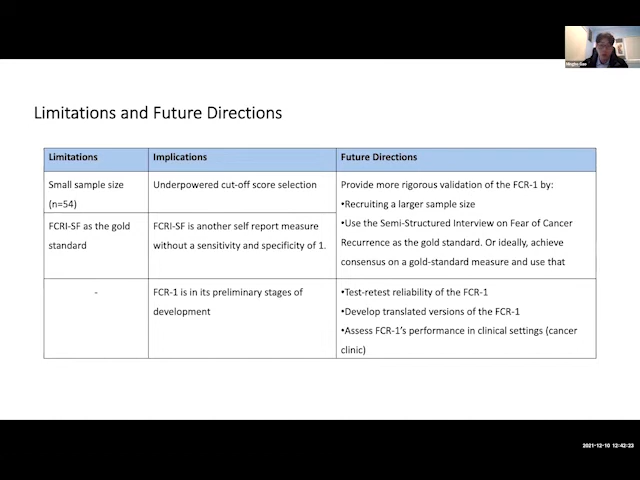 Limitations and Future Directions
Limitations
Implications
Future Directions
Small sample size
(n=54)
Underpowered cut-off score selection
Provide more rigorous validation of the FCR-1 by:
•Recruiting a larger sample size
•Use the Semi-Structured Interview on Fear of Cancer
Recurrence as the gold standard. Or ideally, achieve
consensus on a gold-standard measure and use that
FCRI-SF as the gold
standard
FCRI-SF is another self report measure
without a sensitivity and specificity of 1.
-
FCR-1 is in its preliminary stages of
development
•Test-retest reliability of the FCR-1
•Develop translated versions of the FCR-1
•Assess FCR-1's performance in clinical settings (cancer
clinic)
2021-12-10 12:42:23